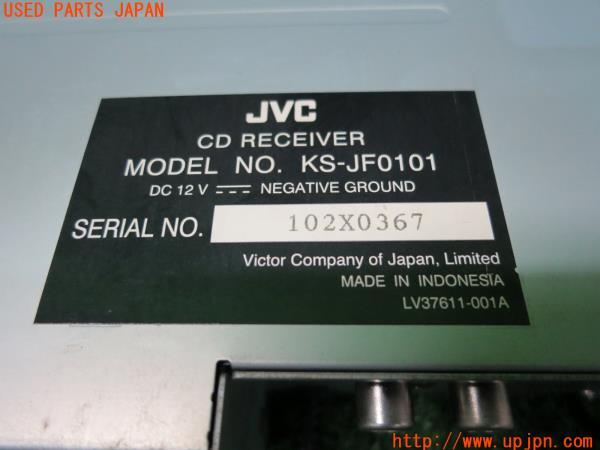 USED PARTS JAPAN
JVC
CD RECEIVER
MODEL NO. KS-JF0101
DC 12 V NEGATIVE GROUND
SERIAL NO. 102X0367
Victor Company of Japan, Limited
MADE IN INDONESIA
LV37611-001A
http://www.upjpn.com/